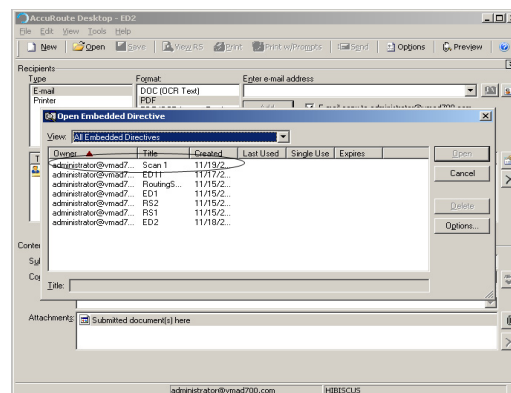 AccuRoute Desktop - ED2
File Edit View Tools Help
New Open Save View RS Print Print w/Prompts Send Options Preview
Recipients
Type Format Enter e-mail address
E-mail DOC (OCR Text)
Printer PDF
Add
Open Embedded Directive
View: All Embedded Directives
Owner Title Created Last Used Single Use Expires
administrator@vmad7... Scan 1 11/19/2...
administrator@vmad7... ED11 11/17/2...
administrator@vmad7... RoutingS... 11/15/2...
administrator@vmad7... ED1 11/15/2...
administrator@vmad7... RS2 11/15/2...
administrator@vmad7... RS1 11/15/2...
administrator@vmad7... ED2 11/18/2...
Open
Cancel
Delete
Options...
Title:
Attachments: Submitted document(s) here
administrator@vmad700.com HIBISCUS